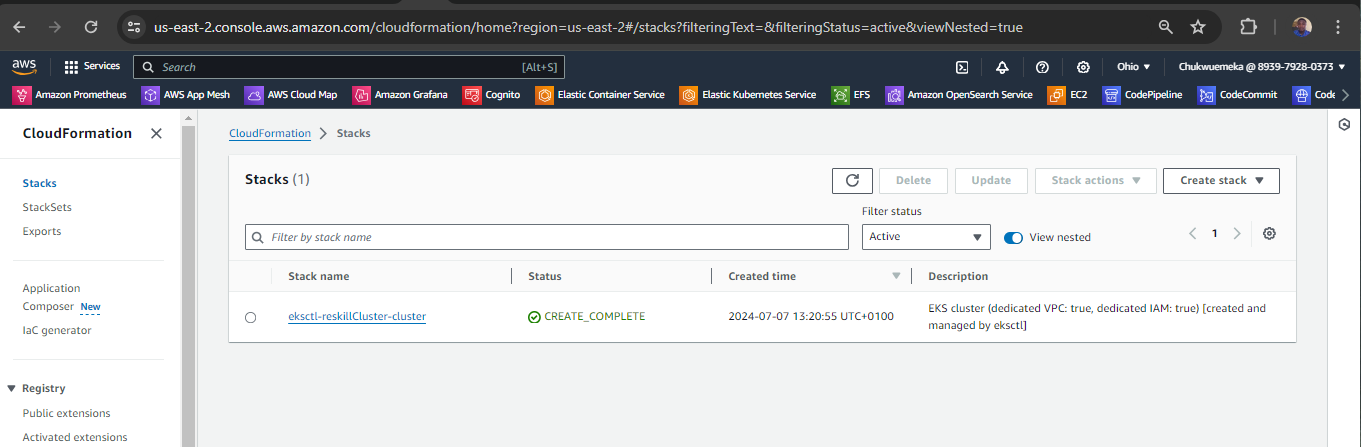 us-east-2.console.aws.amazon.com/cloudformation/home?region=us-east-2#/stacks?filteringText=&filteringStatus=active&viewNested=true
aws Services Search [Alt+S] Ohio Chukwuemeka @ 8939-7928-0373
Amazon Prometheus AWS App Mesh AWS Cloud Map Amazon Grafana Cognito Elastic Container Service Elastic Kubernetes Service EFS Amazon OpenSearch Service EC2 CodePipeline CodeCommit Code
CloudFormation
CloudFormation Stacks
Stacks
StackSets
Exports
Application
Composer New
IaC generator
Registry
Public extensions
Activated extensions
Stacks (1)
Delete Update Stack actions Create stack
Filter status
Filter by stack name Active View nested 1
Stack name Status Created time Description
eksctl-reskillCluster-cluster CREATE_COMPLETE 2024-07-07 13:20:55 UTC+0100 EKS cluster (dedicated VPC: true, dedicated IAM: true) [created and
managed by eksctl]